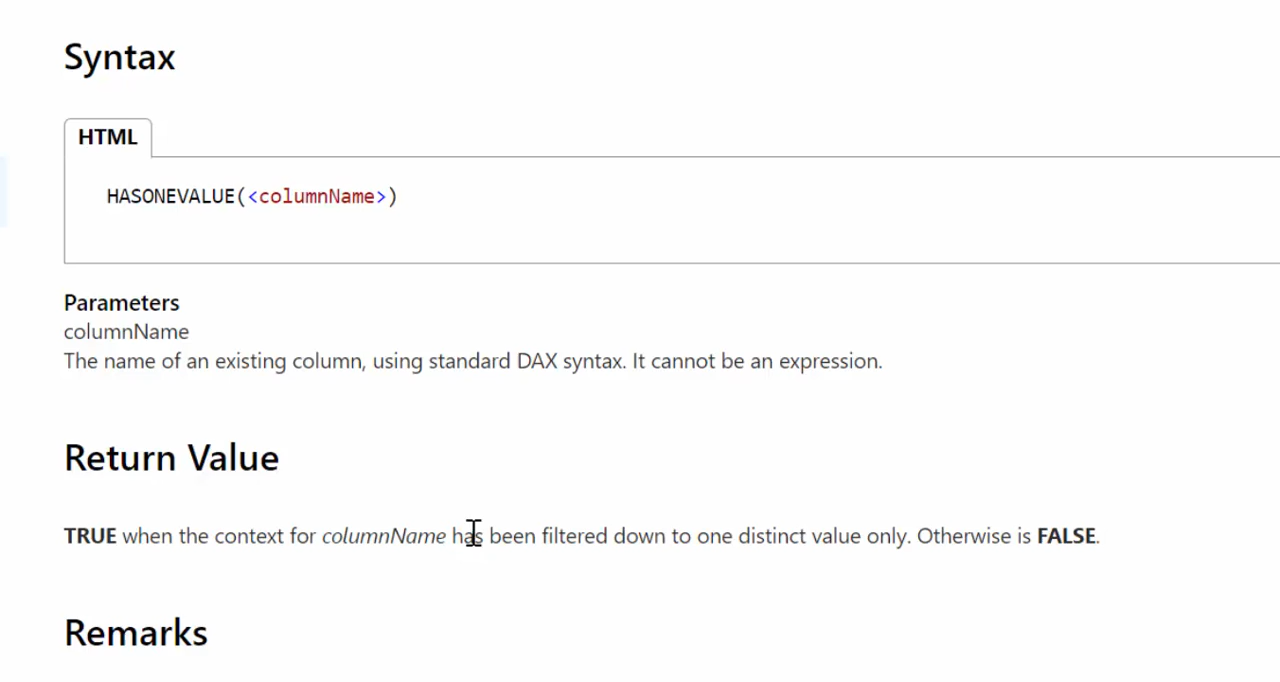 Syntax
HTML
HASONEVALUE(<columnName>)
Parameters
columnName
The name of an existing column, using standard DAX syntax. It cannot be an expression.
Return Value
TRUE when the context for columnName has been filtered down to one distinct value only. Otherwise is FALSE.
Remarks